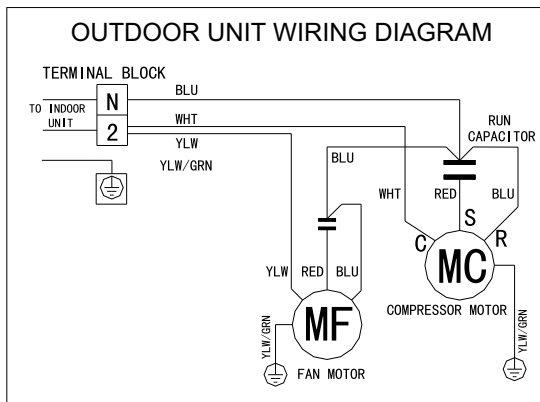 OUTDOOR UNIT WIRING DIAGRAM
TERMINAL BLOCK
TO INDOOR
UNIT
N
2
BLU
WHT
YLW
YLW/GRN
RUN
CAPACITOR
BLU
WHT
RED
BLU
C
S
R
MC
COMPRESSOR MOTOR
YLW
RED
BLU
MF
FAN MOTOR
YLW/GRN
YLW/GRN